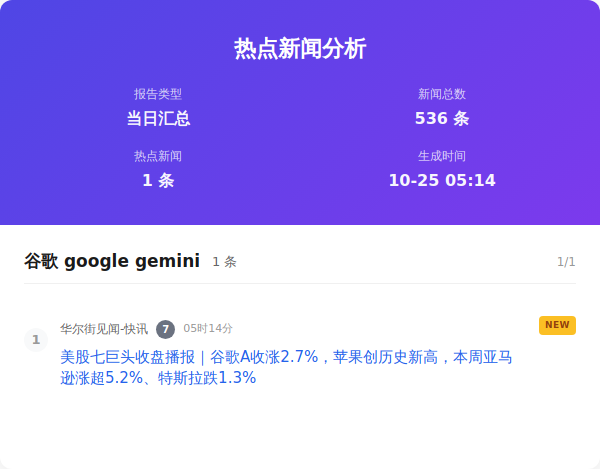 热点新闻分析
报告类型
新闻总数
当日汇总
536 条
热点新闻
生成时间
1 条
10-25 05:14
谷歌 google gemini 1 条 1/1
1
华尔街见闻-快讯 7 05时14分 NEW
美股七巨头收盘播报｜谷歌A收涨2.7%，苹果创历史新高，本周亚马
逊涨超5.2%、特斯拉跌1.3%